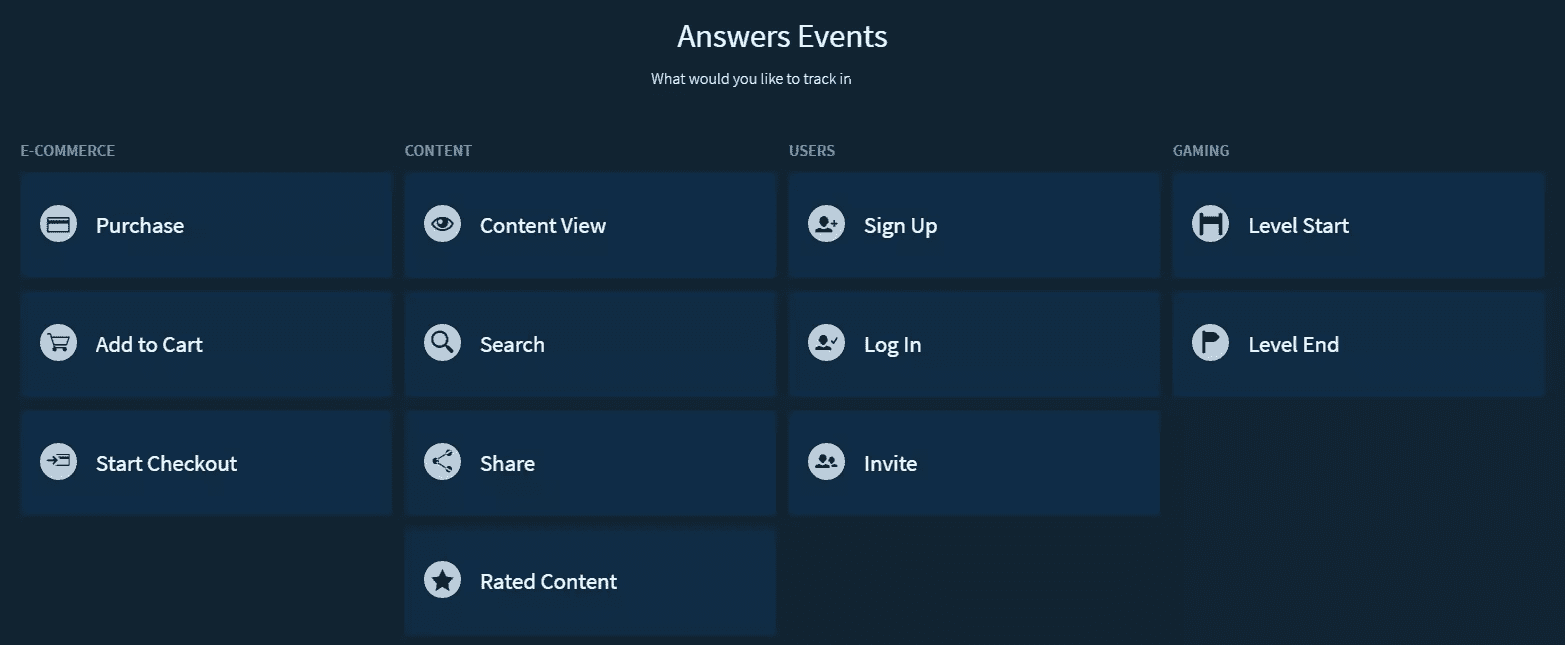 Answers Events
What would you like to track in
E-COMMERCE
Purchase
Add to Cart
Start Checkout
CONTENT
Content View
Search
Share
Rated Content
USERS
Sign Up
Log In
Invite
GAMING
Level Start
Level End